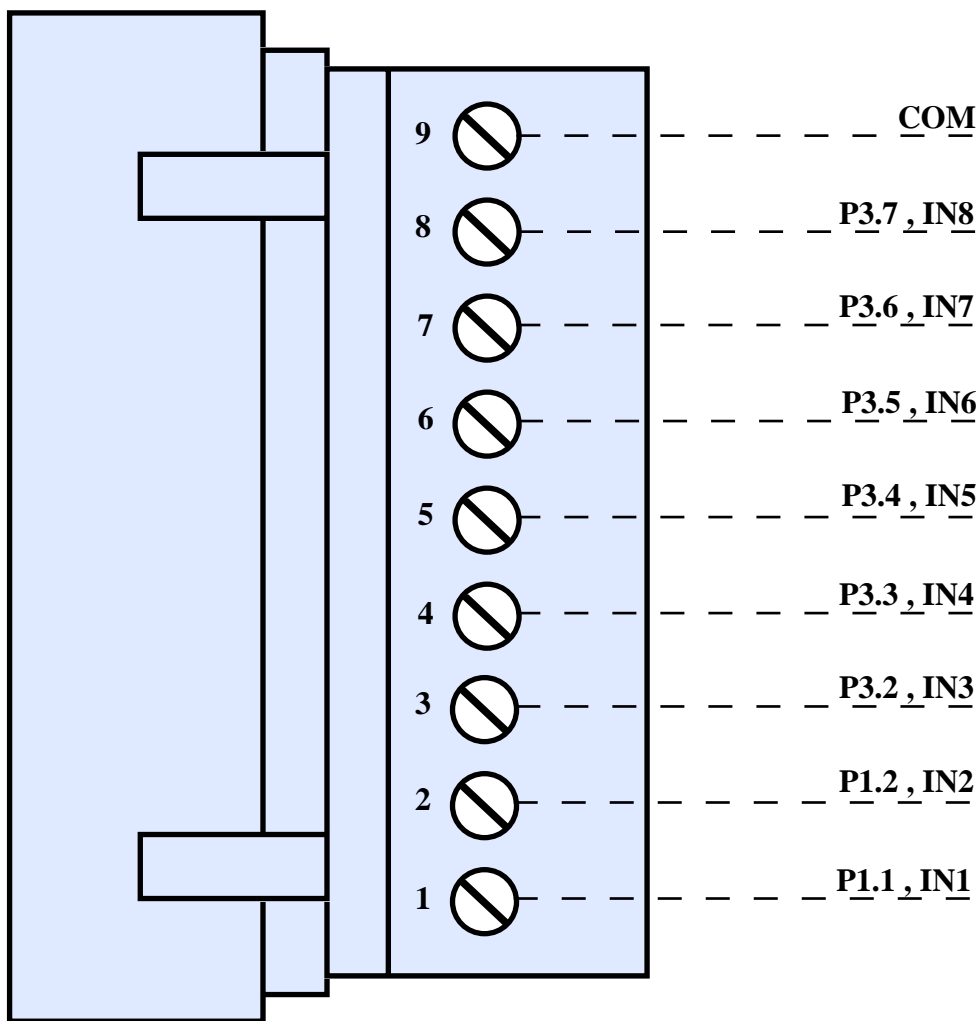 9 COM
8 P3.7 , IN8
7 P3.6 , IN7
6 P3.5 , IN6
5 P3.4 , IN5
4 P3.3 , IN4
3 P3.2 , IN3
2 P1.2 , IN2
1 P1.1 , IN1